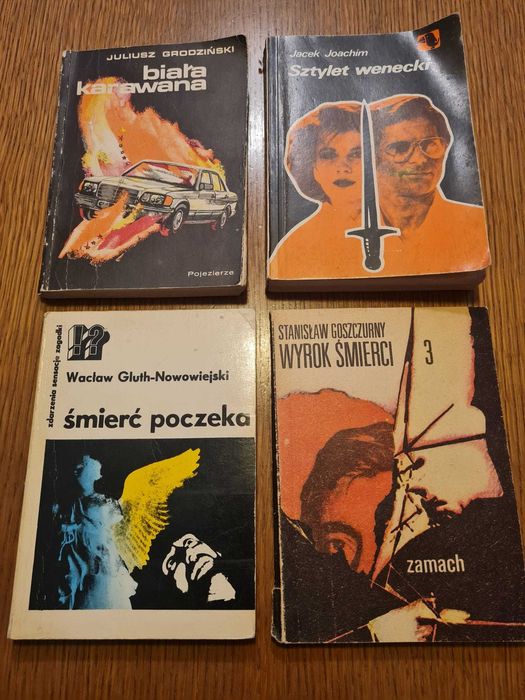 JULIUSZ GRODZIŃSKI
biała
karawana
Pojezierze
Jacek Joachim
Sztylet wenecki
zdarzenia sensacje zagadki
!?
Wacław Gluth-Nowowiejski
śmierć poczeka
STANISŁAW GOSZCZURNY
WYROK ŚMIERCI 3
zamach